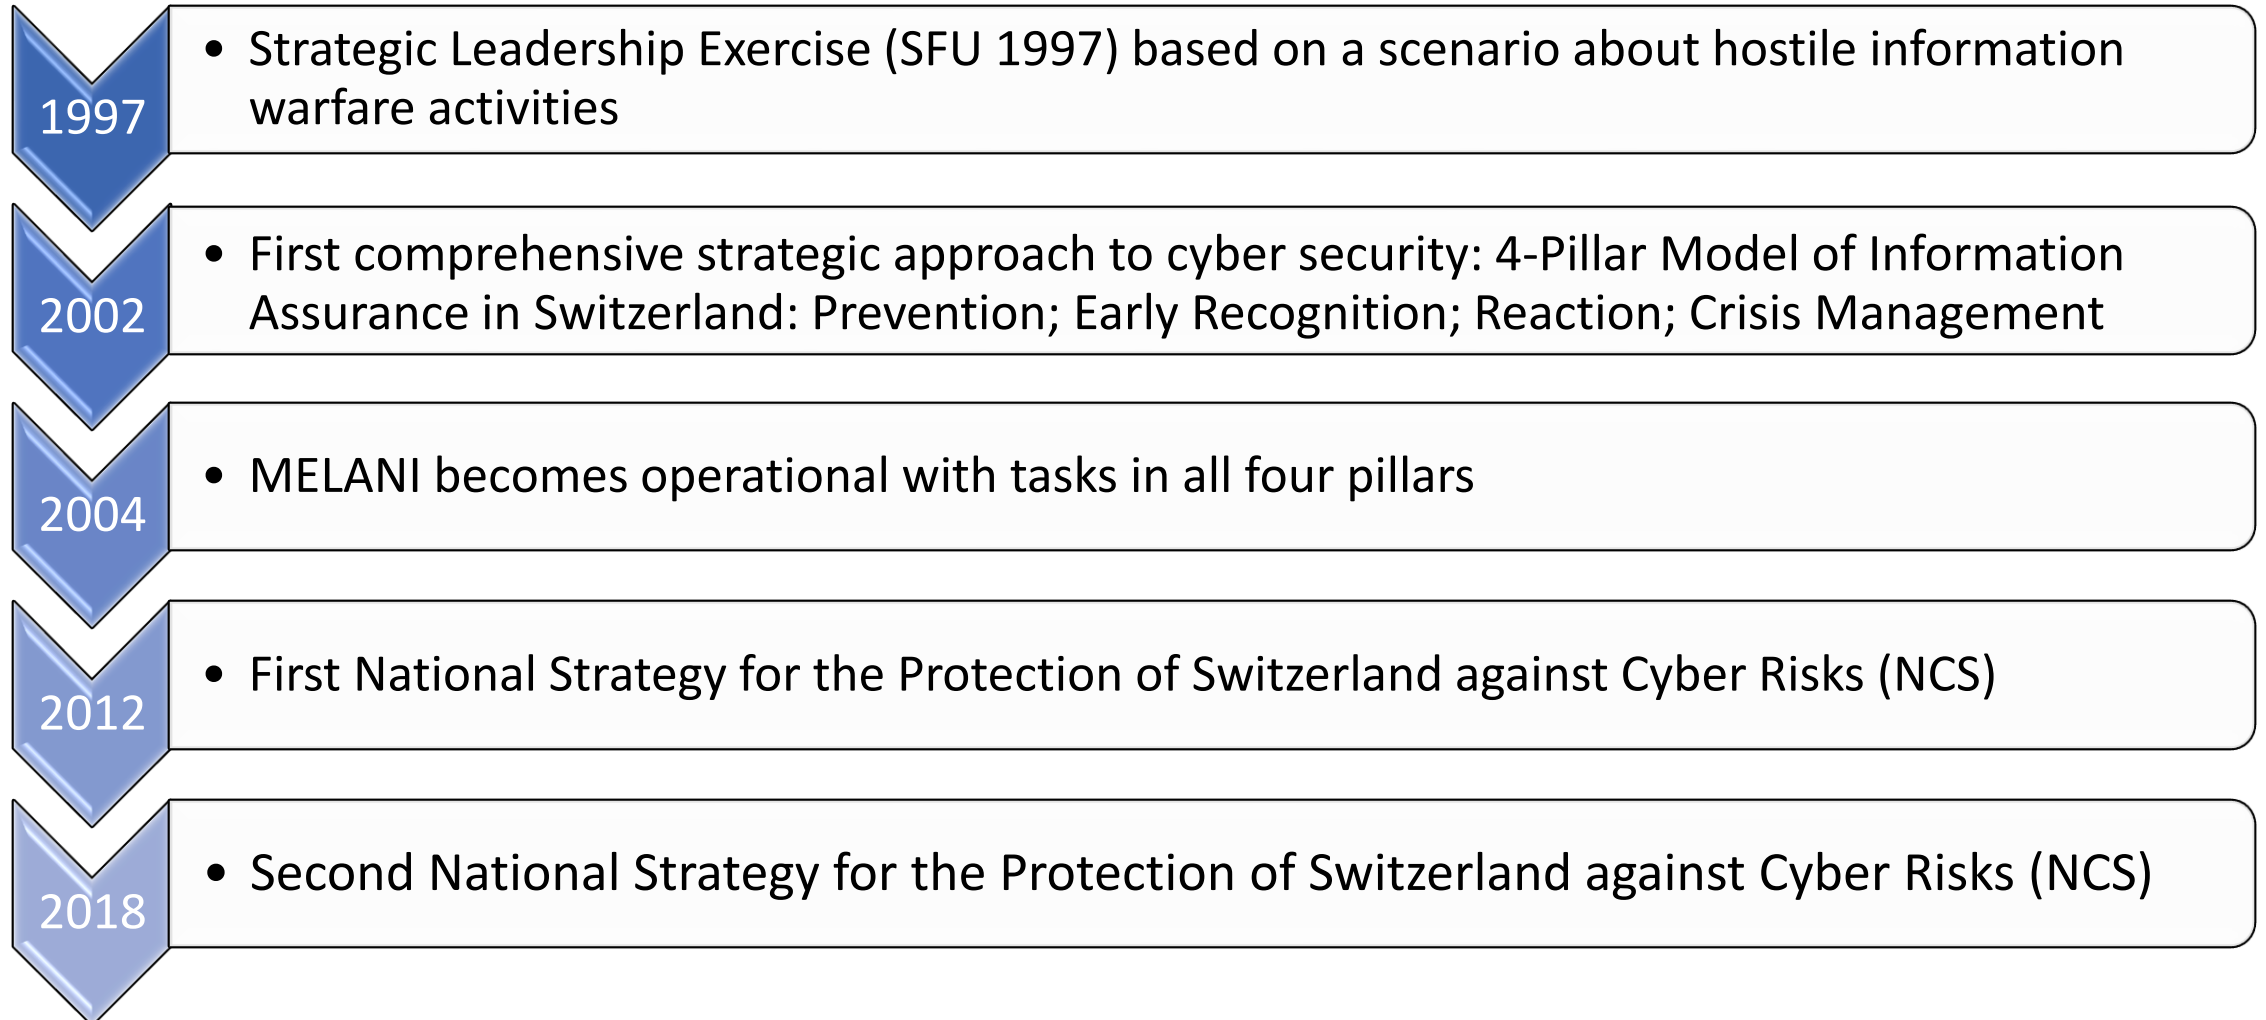 1997
• Strategic Leadership Exercise (SFU 1997) based on a scenario about hostile information
warfare activities
2002
• First comprehensive strategic approach to cyber security: 4-Pillar Model of Information
Assurance in Switzerland: Prevention; Early Recognition; Reaction; Crisis Management
2004
• MELANI becomes operational with tasks in all four pillars
2012
• First National Strategy for the Protection of Switzerland against Cyber Risks (NCS)
2018
• Second National Strategy for the Protection of Switzerland against Cyber Risks (NCS)